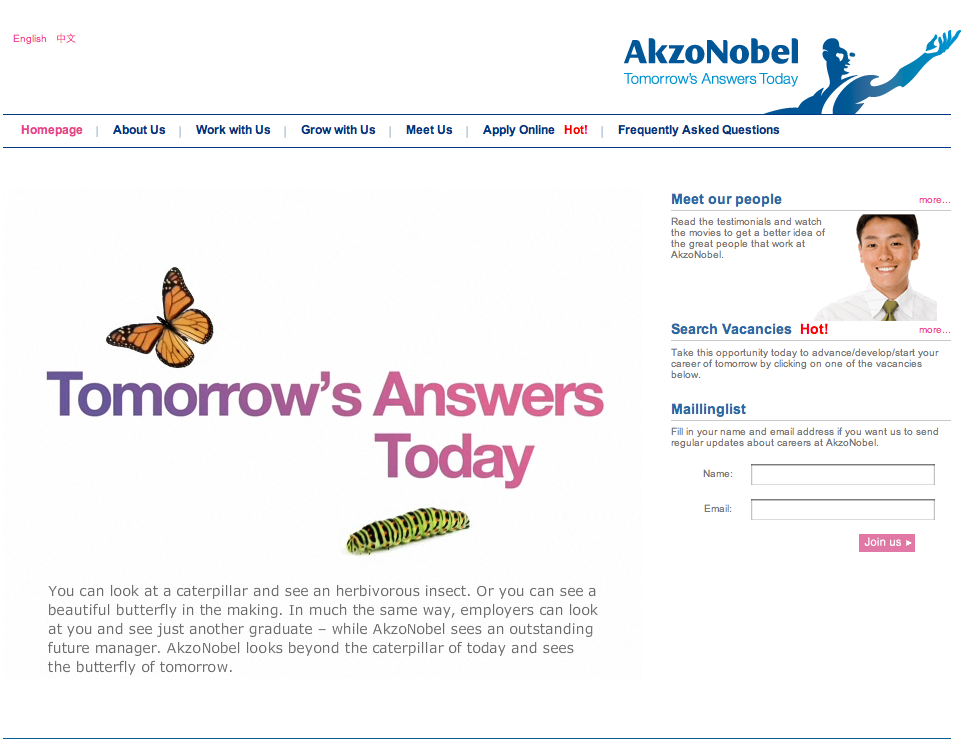 English 中文
AkzoNobel
Tomorrow's Answers Today
Homepage | About Us | Work with Us | Grow with Us | Meet Us | Apply Online Hot! | Frequently Asked Questions
Tomorrow's Answers
Today
You can look at a caterpillar and see an herbivorous insect. Or you can see a
beautiful butterfly in the making. In much the same way, employers can look
at you and see just another graduate – while AkzoNobel sees an outstanding
future manager. AkzoNobel looks beyond the caterpillar of today and sees
the butterfly of tomorrow.
Meet our people more...
Read the testimonials and watch
the movies to get a better idea of
the great people that work at
AkzoNobel.
Search Vacancies Hot! more...
Take this opportunity today to advance/develop/start your
career of tomorrow by clicking on one of the vacancies
below.
Maillinglist
Fill in your name and email address if you want us to send
regular updates about careers at AkzoNobel.
Name:
Email:
Join us